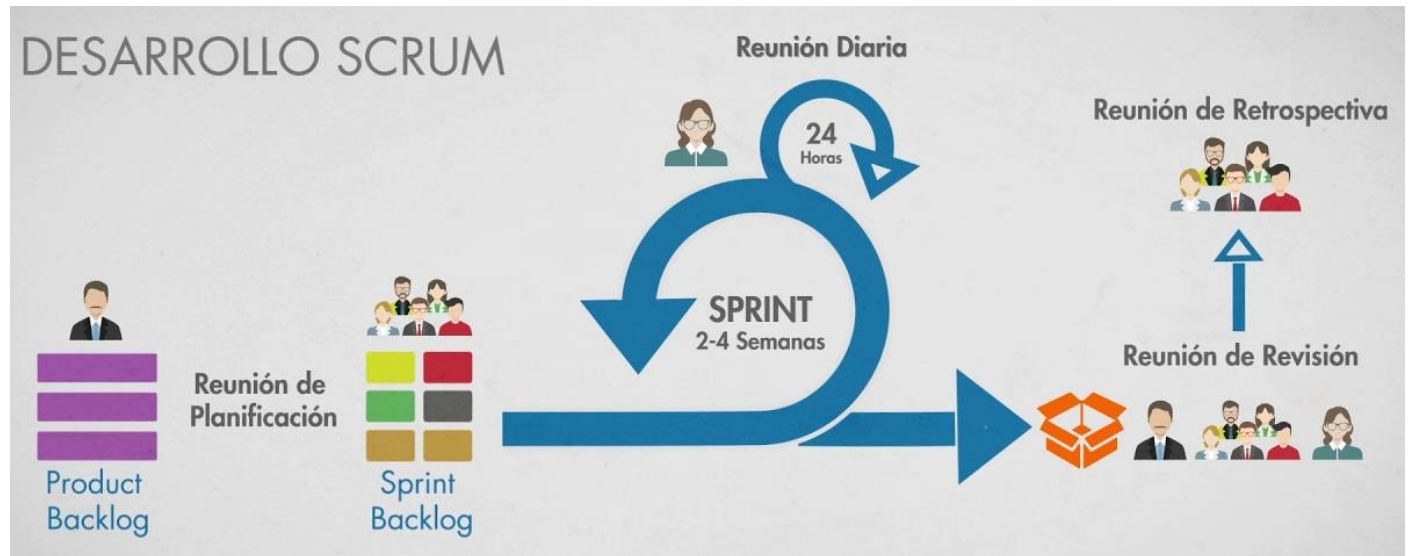 DESARROLLO SCRUM
Reunión Diaria
24
Horas
Reunión de Retrospectiva
SPRINT
2-4 Semanas
Reunión de Revisión
Reunión de
Planificación
Product
Backlog
Sprint
Backlog